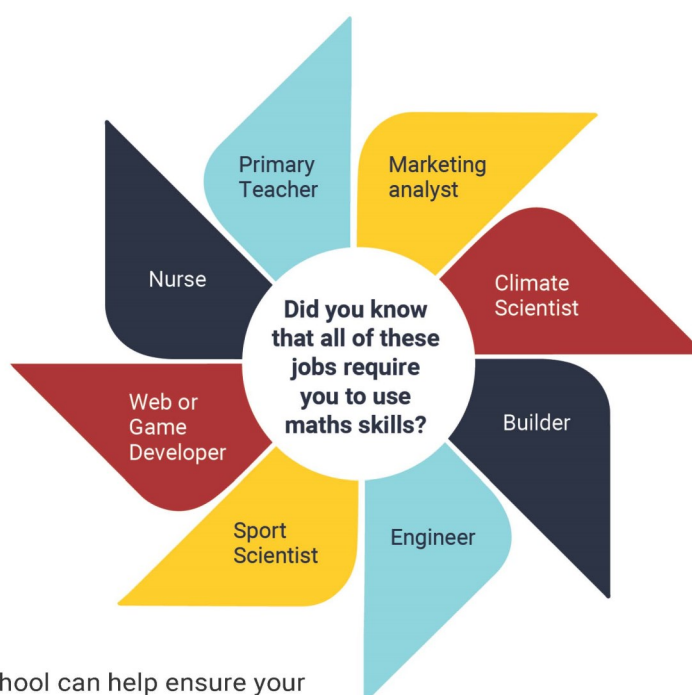 Primary
Teacher
Marketing
analyst
Climate
Scientist
Builder
Engineer
Sport
Scientist
Web or
Game
Developer
Nurse
Did you know
that all of these
jobs require
you to use
maths skills?
can help ensure your